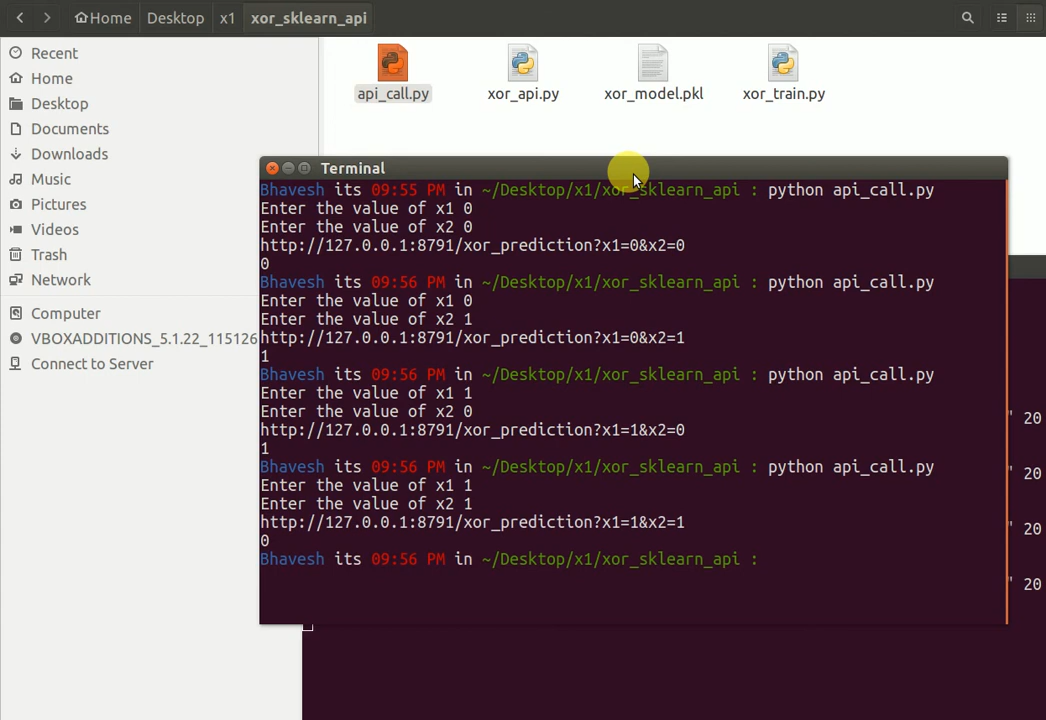 Home Desktop x1 xor_sklearn_api
Recent
Home
Desktop
Documents
Downloads
Music
Pictures
Videos
Trash
Network
Computer
VBOXADDITIONS_5.1.22_115126
Connect to Server
api_call.py xor_api.py xor_model.pkl xor_train.py
Terminal
Bhavesh its 09:55 PM in ~/Desktop/x1/xor_sklearn_api : python api_call.py
Enter the value of x1 0
Enter the value of x2 0
http://127.0.0.1:8791/xor_prediction?x1=0&x2=0
0
Bhavesh its 09:56 PM in ~/Desktop/x1/xor_sklearn_api : python api_call.py
Enter the value of x1 0
Enter the value of x2 1
http://127.0.0.1:8791/xor_prediction?x1=0&x2=1
1
Bhavesh its 09:56 PM in ~/Desktop/x1/xor_sklearn_api : python api_call.py
Enter the value of x1 1
Enter the value of x2 0
http://127.0.0.1:8791/xor_prediction?x1=1&x2=0
1
Bhavesh its 09:56 PM in ~/Desktop/x1/xor_sklearn_api : python api_call.py
Enter the value of x1 1
Enter the value of x2 1
http://127.0.0.1:8791/xor_prediction?x1=1&x2=1
0
Bhavesh its 09:56 PM in ~/Desktop/x1/xor_sklearn_api :
" 20
" 20
" 20
" 20